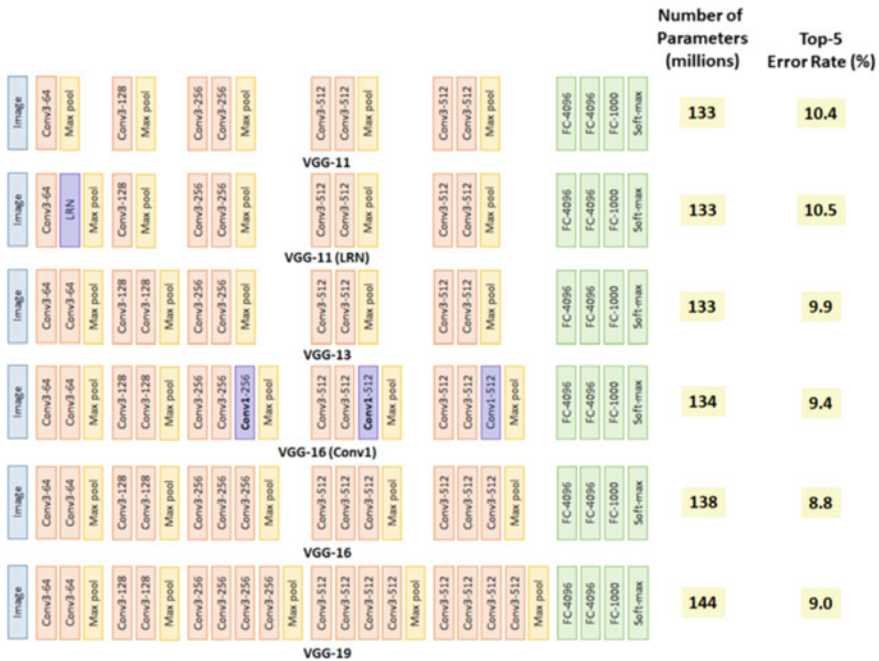 Number of
Parameters
(millions)
Top-5
Error Rate (%)
Image Conv3-64 Max pool Conv3-128 Max pool Conv3-256 Conv3-256 Max pool Conv3-512 Conv3-512 Max pool Conv3-512 Conv3-512 Max pool FC-4096 FC-4096 FC-1000 Soft-max 133 10.4
VGG-11
Image Conv3-64 LRN Max pool Conv3-128 Max pool Conv3-256 Conv3-256 Max pool Conv3-512 Conv3-512 Max pool Conv3-512 Conv3-512 Max pool FC-4096 FC-4096 FC-1000 Soft-max 133 10.5
VGG-11 (LRN)
Image Conv3-64 Conv3-64 Max pool Conv3-128 Conv3-128 Max pool Conv3-256 Conv3-256 Max pool Conv3-512 Conv3-512 Max pool Conv3-512 Conv3-512 Max pool FC-4096 FC-4096 FC-1000 Soft-max 133 9.9
VGG-13
Image Conv3-64 Conv3-64 Max pool Conv3-128 Conv3-128 Max pool Conv3-256 Conv3-256 Conv1-256 Max pool Conv3-512 Conv3-512 Conv1-512 Max pool Conv3-512 Conv3-512 Conv1-512 Max pool FC-4096 FC-4096 FC-1000 Soft-max 134 9.4
VGG-16 (Conv1)
Image Conv3-64 Conv3-64 Max pool Conv3-128 Conv3-128 Max pool Conv3-256 Conv3-256 Conv3-256 Max pool Conv3-512 Conv3-512 Conv3-512 Max pool Conv3-512 Conv3-512 Conv3-512 Max pool FC-4096 FC-4096 FC-1000 Soft-max 138 8.8
VGG-16
Image Conv3-64 Conv3-64 Max pool Conv3-128 Conv3-128 Max pool Conv3-256 Conv3-256 Conv3-256 Conv3-256 Max pool Conv3-512 Conv3-512 Conv3-512 Conv3-512 Max pool Conv3-512 Conv3-512 Conv3-512 Conv3-512 Max pool FC-4096 FC-4096 FC-1000 Soft-max 144 9.0
VGG-19